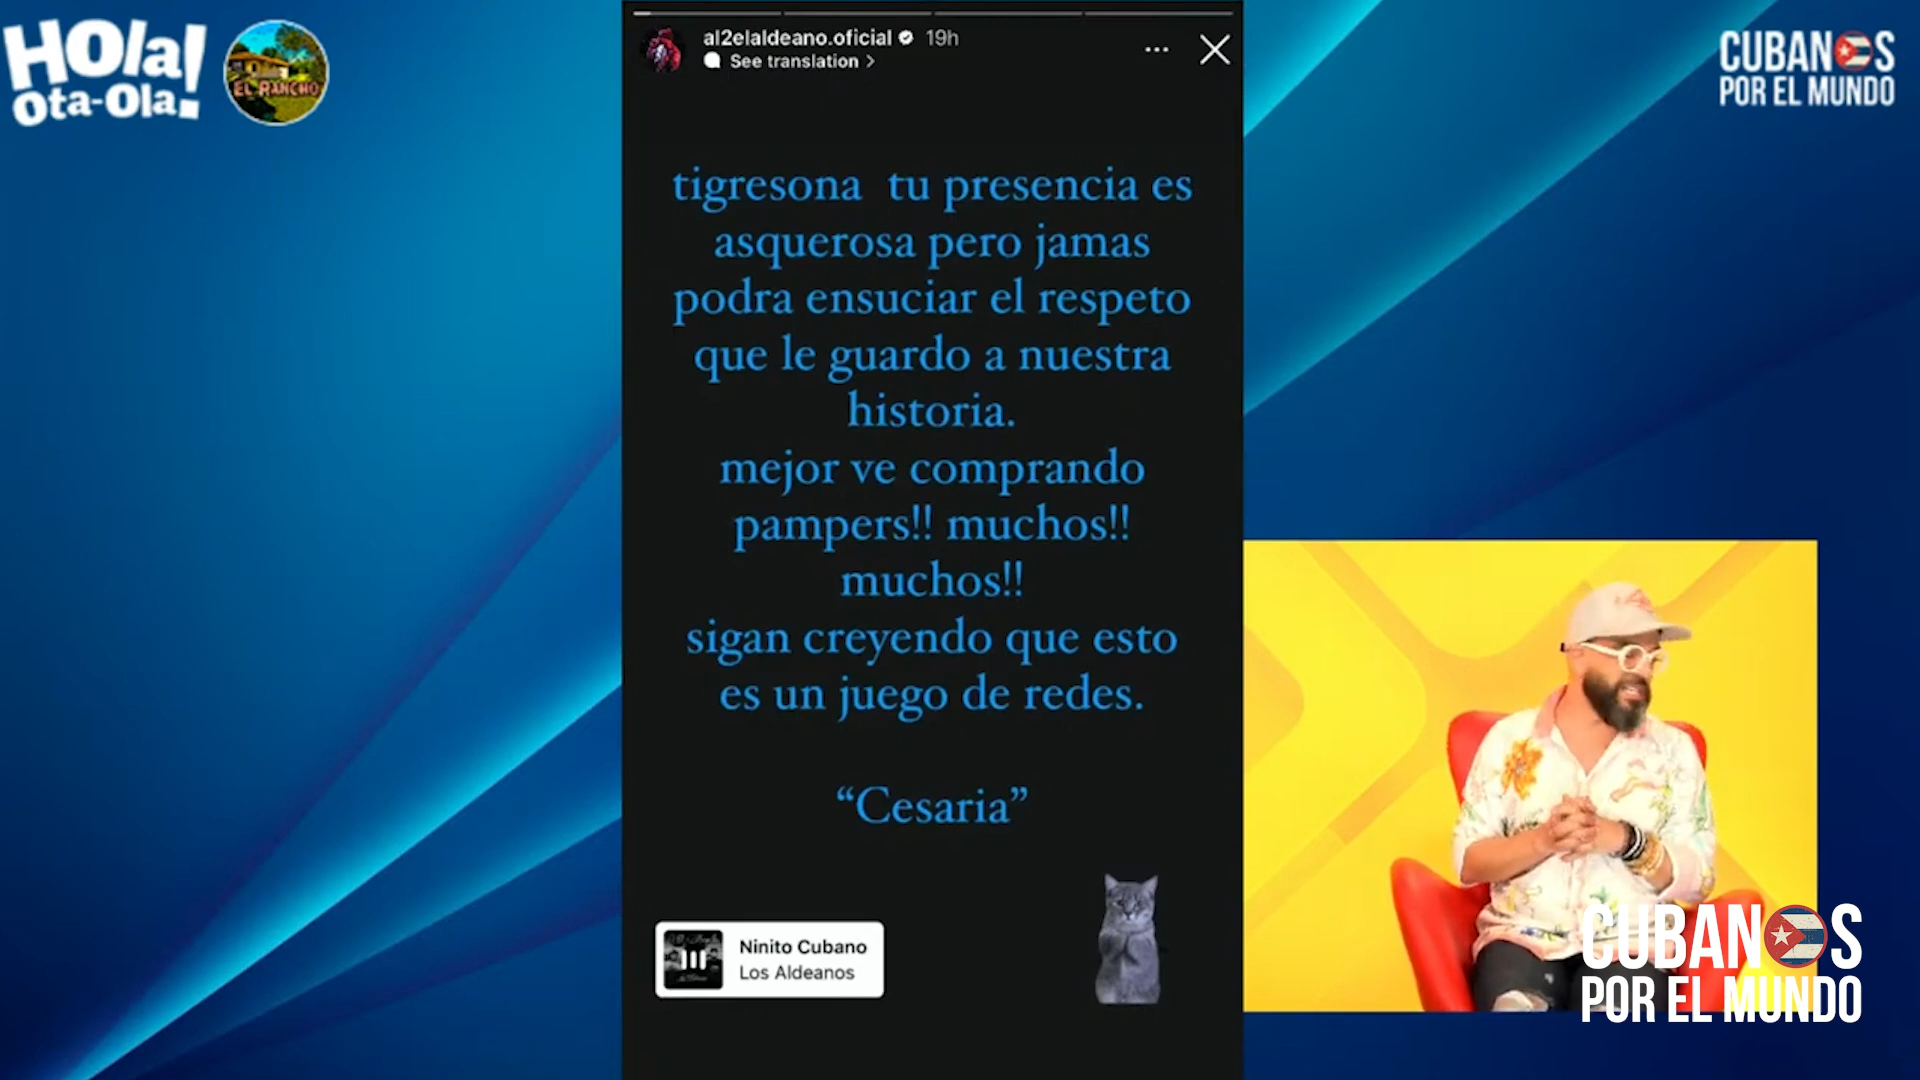 HOla!
Ota-Ola!
EL RANCHO
al2elaldeano.oficial 19h
See translation >
CUBANOS
POR EL MUNDO
tigresona tu presencia es
asquerosa pero jamas
podra ensuciar el respeto
que le guardo a nuestra
historia.
mejor ve comprando
pampers!! muchos!!
muchos!!
sigan creyendo que esto
es un juego de redes.
“Cesaria”
Ninito Cubano
Los Aldeanos
CUBANOS
POR EL MUNDO